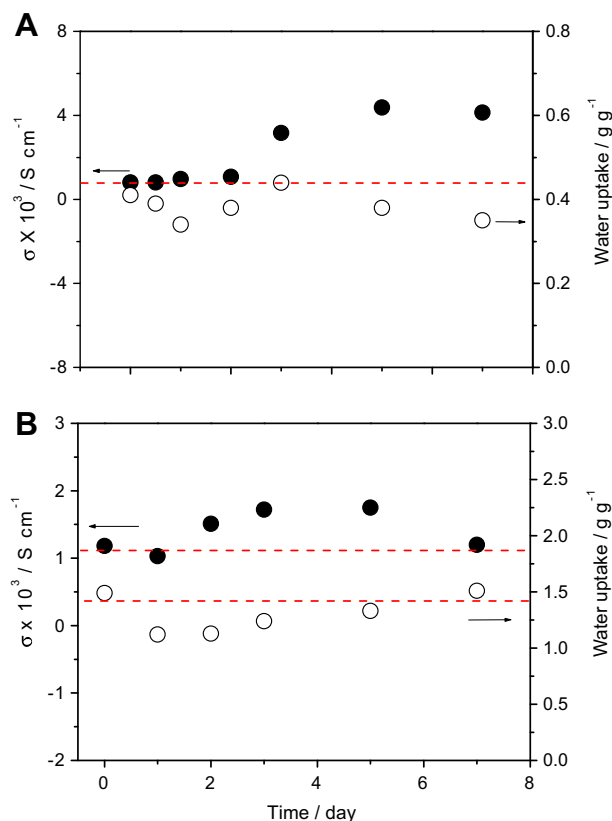 A
8
4
0
-4
-8
σ X 10³ / S cm⁻¹
0.8
0.6
0.4
0.2
0.0
Water uptake / g g⁻¹
B
3
2
1
0
-1
-2
σ x 10³ / S cm⁻¹
3.0
2.5
2.0
1.5
1.0
0.5
0.0
Water uptake / g g⁻¹
0 2 4 6 8
Time / day